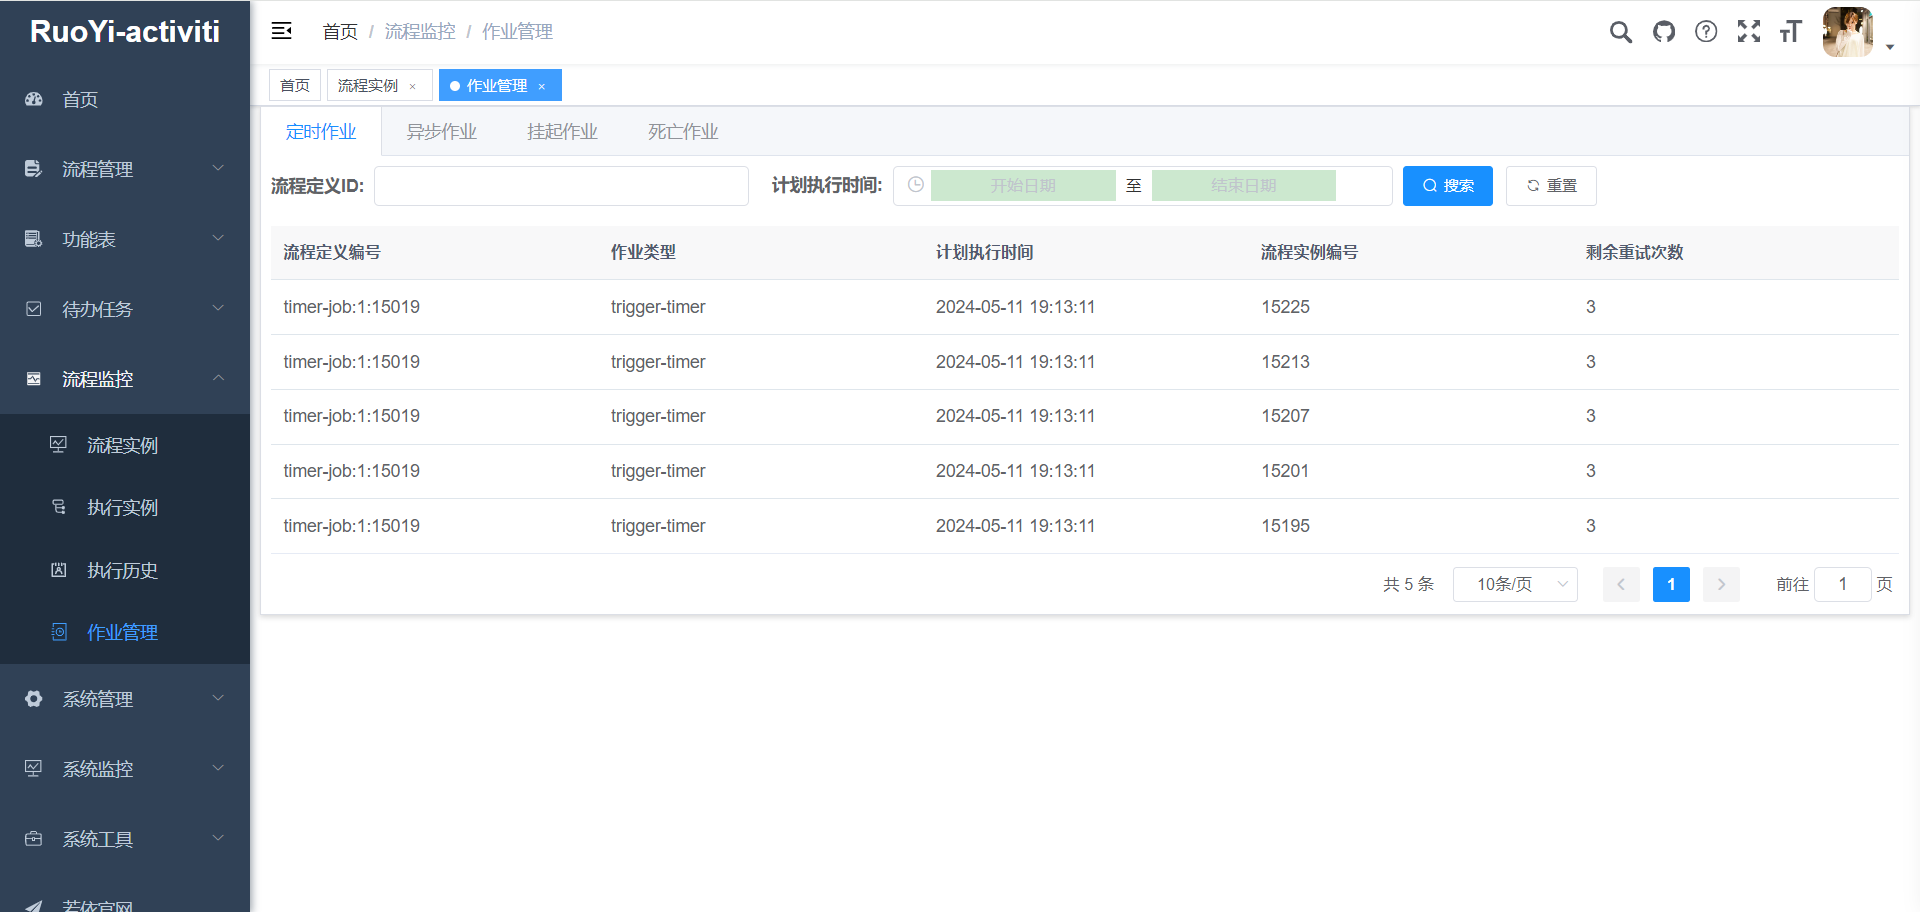 RuoYi-activiti
首页
流程管理
功能表
待办任务
流程监控
流程实例
执行实例
执行历史
作业管理
系统管理
系统监控
系统工具
若依官网
首页 / 流程监控 / 作业管理
首页 流程实例 × 作业管理 ×
定时作业 异步作业 挂起作业 死亡作业
流程定义ID: 计划执行时间: 开始日期 至 结束日期 搜索 重置
流程定义编号 作业类型 计划执行时间 流程实例编号 剩余重试次数
timer-job:1:15019 trigger-timer 2024-05-11 19:13:11 15225 3
timer-job:1:15019 trigger-timer 2024-05-11 19:13:11 15213 3
timer-job:1:15019 trigger-timer 2024-05-11 19:13:11 15207 3
timer-job:1:15019 trigger-timer 2024-05-11 19:13:11 15201 3
timer-job:1:15019 trigger-timer 2024-05-11 19:13:11 15195 3
共 5 条 10条/页 1 前往 1 页